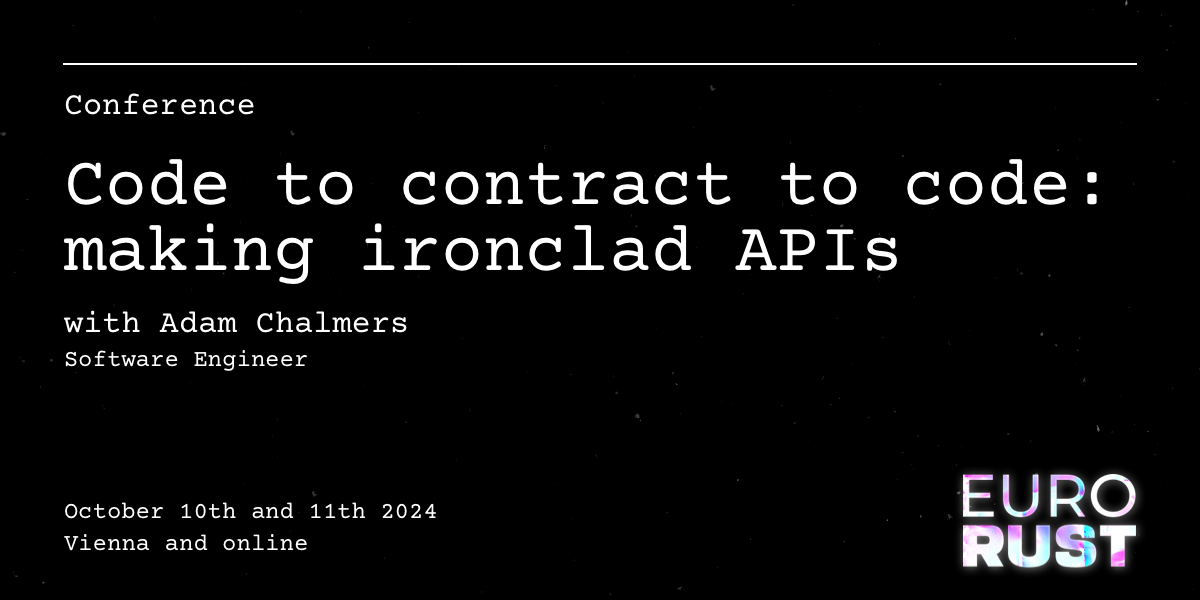 Conference
Code to contract to code:
making ironclad APIs
with Adam Chalmers
Software Engineer
October 10th and 11th 2024
Vienna and online
EURO
RUST